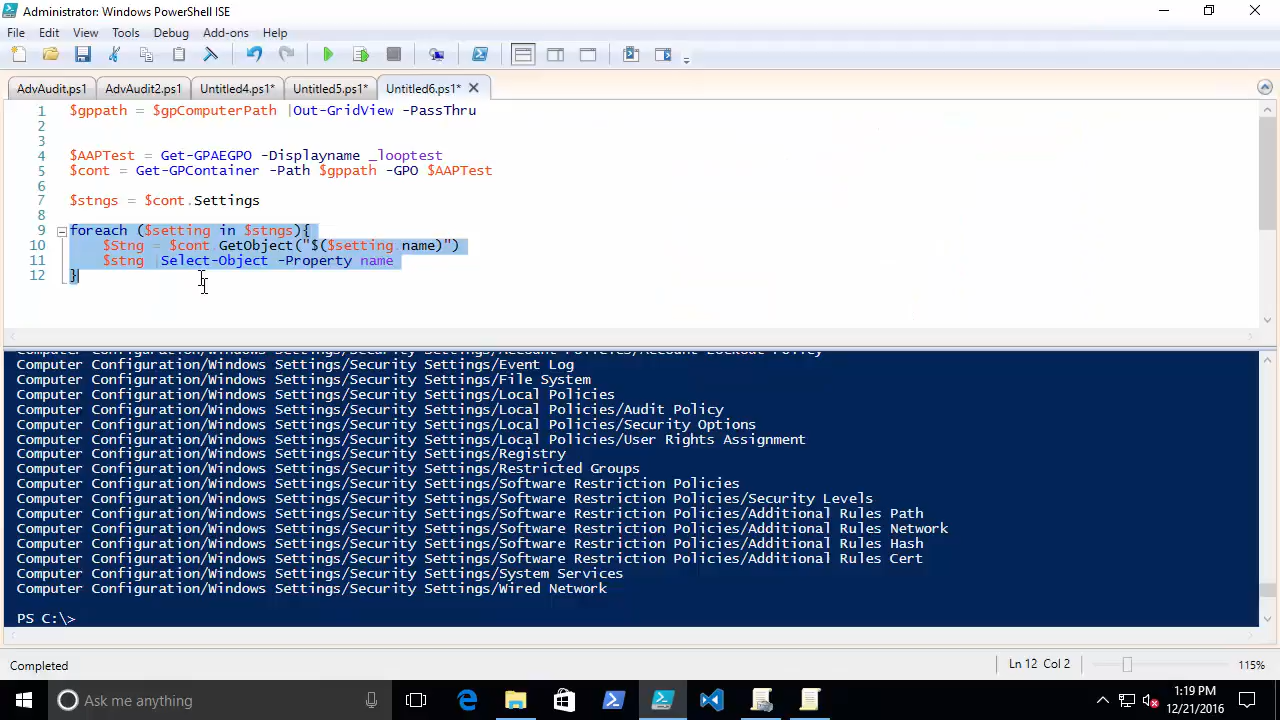 Administrator: Windows PowerShell ISE
File Edit View Tools Debug Add-ons Help
AdvAudit.ps1 AdvAudit2.ps1 Untitled4.ps1* Untitled5.ps1* Untitled6.ps1*
1 $gppath = $gpComputerPath |Out-GridView -PassThru
2
3
4 $AAPTest = Get-GPAEGPO -Displayname _looptest
5 $cont = Get-GPContainer -Path $gppath -GPO $AAPTest
6
7 $stngs = $cont.Settings
8
9 foreach ($setting in $stngs){
10 $Stng = $cont.GetObject("$($setting.name)")
11 $stng |Select-Object -Property name
12 }
Computer Configuration/Windows Settings/Security Settings/Account Policies/Account Lockout Policy
Computer Configuration/Windows Settings/Security Settings/Event Log
Computer Configuration/Windows Settings/Security Settings/File System
Computer Configuration/Windows Settings/Security Settings/Local Policies
Computer Configuration/Windows Settings/Security Settings/Local Policies/Audit Policy
Computer Configuration/Windows Settings/Security Settings/Local Policies/Security Options
Computer Configuration/Windows Settings/Security Settings/Local Policies/User Rights Assignment
Computer Configuration/Windows Settings/Security Settings/Registry
Computer Configuration/Windows Settings/Security Settings/Restricted Groups
Computer Configuration/Windows Settings/Security Settings/Software Restriction Policies
Computer Configuration/Windows Settings/Security Settings/Software Restriction Policies/Security Levels
Computer Configuration/Windows Settings/Security Settings/Software Restriction Policies/Additional Rules Path
Computer Configuration/Windows Settings/Security Settings/Software Restriction Policies/Additional Rules Network
Computer Configuration/Windows Settings/Security Settings/Software Restriction Policies/Additional Rules Hash
Computer Configuration/Windows Settings/Security Settings/Software Restriction Policies/Additional Rules Cert
Computer Configuration/Windows Settings/Security Settings/System Services
Computer Configuration/Windows Settings/Security Settings/Wired Network
PS C:\>
Completed Ln 12 Col 2 115%
Ask me anything
1:19 PM
12/21/2016